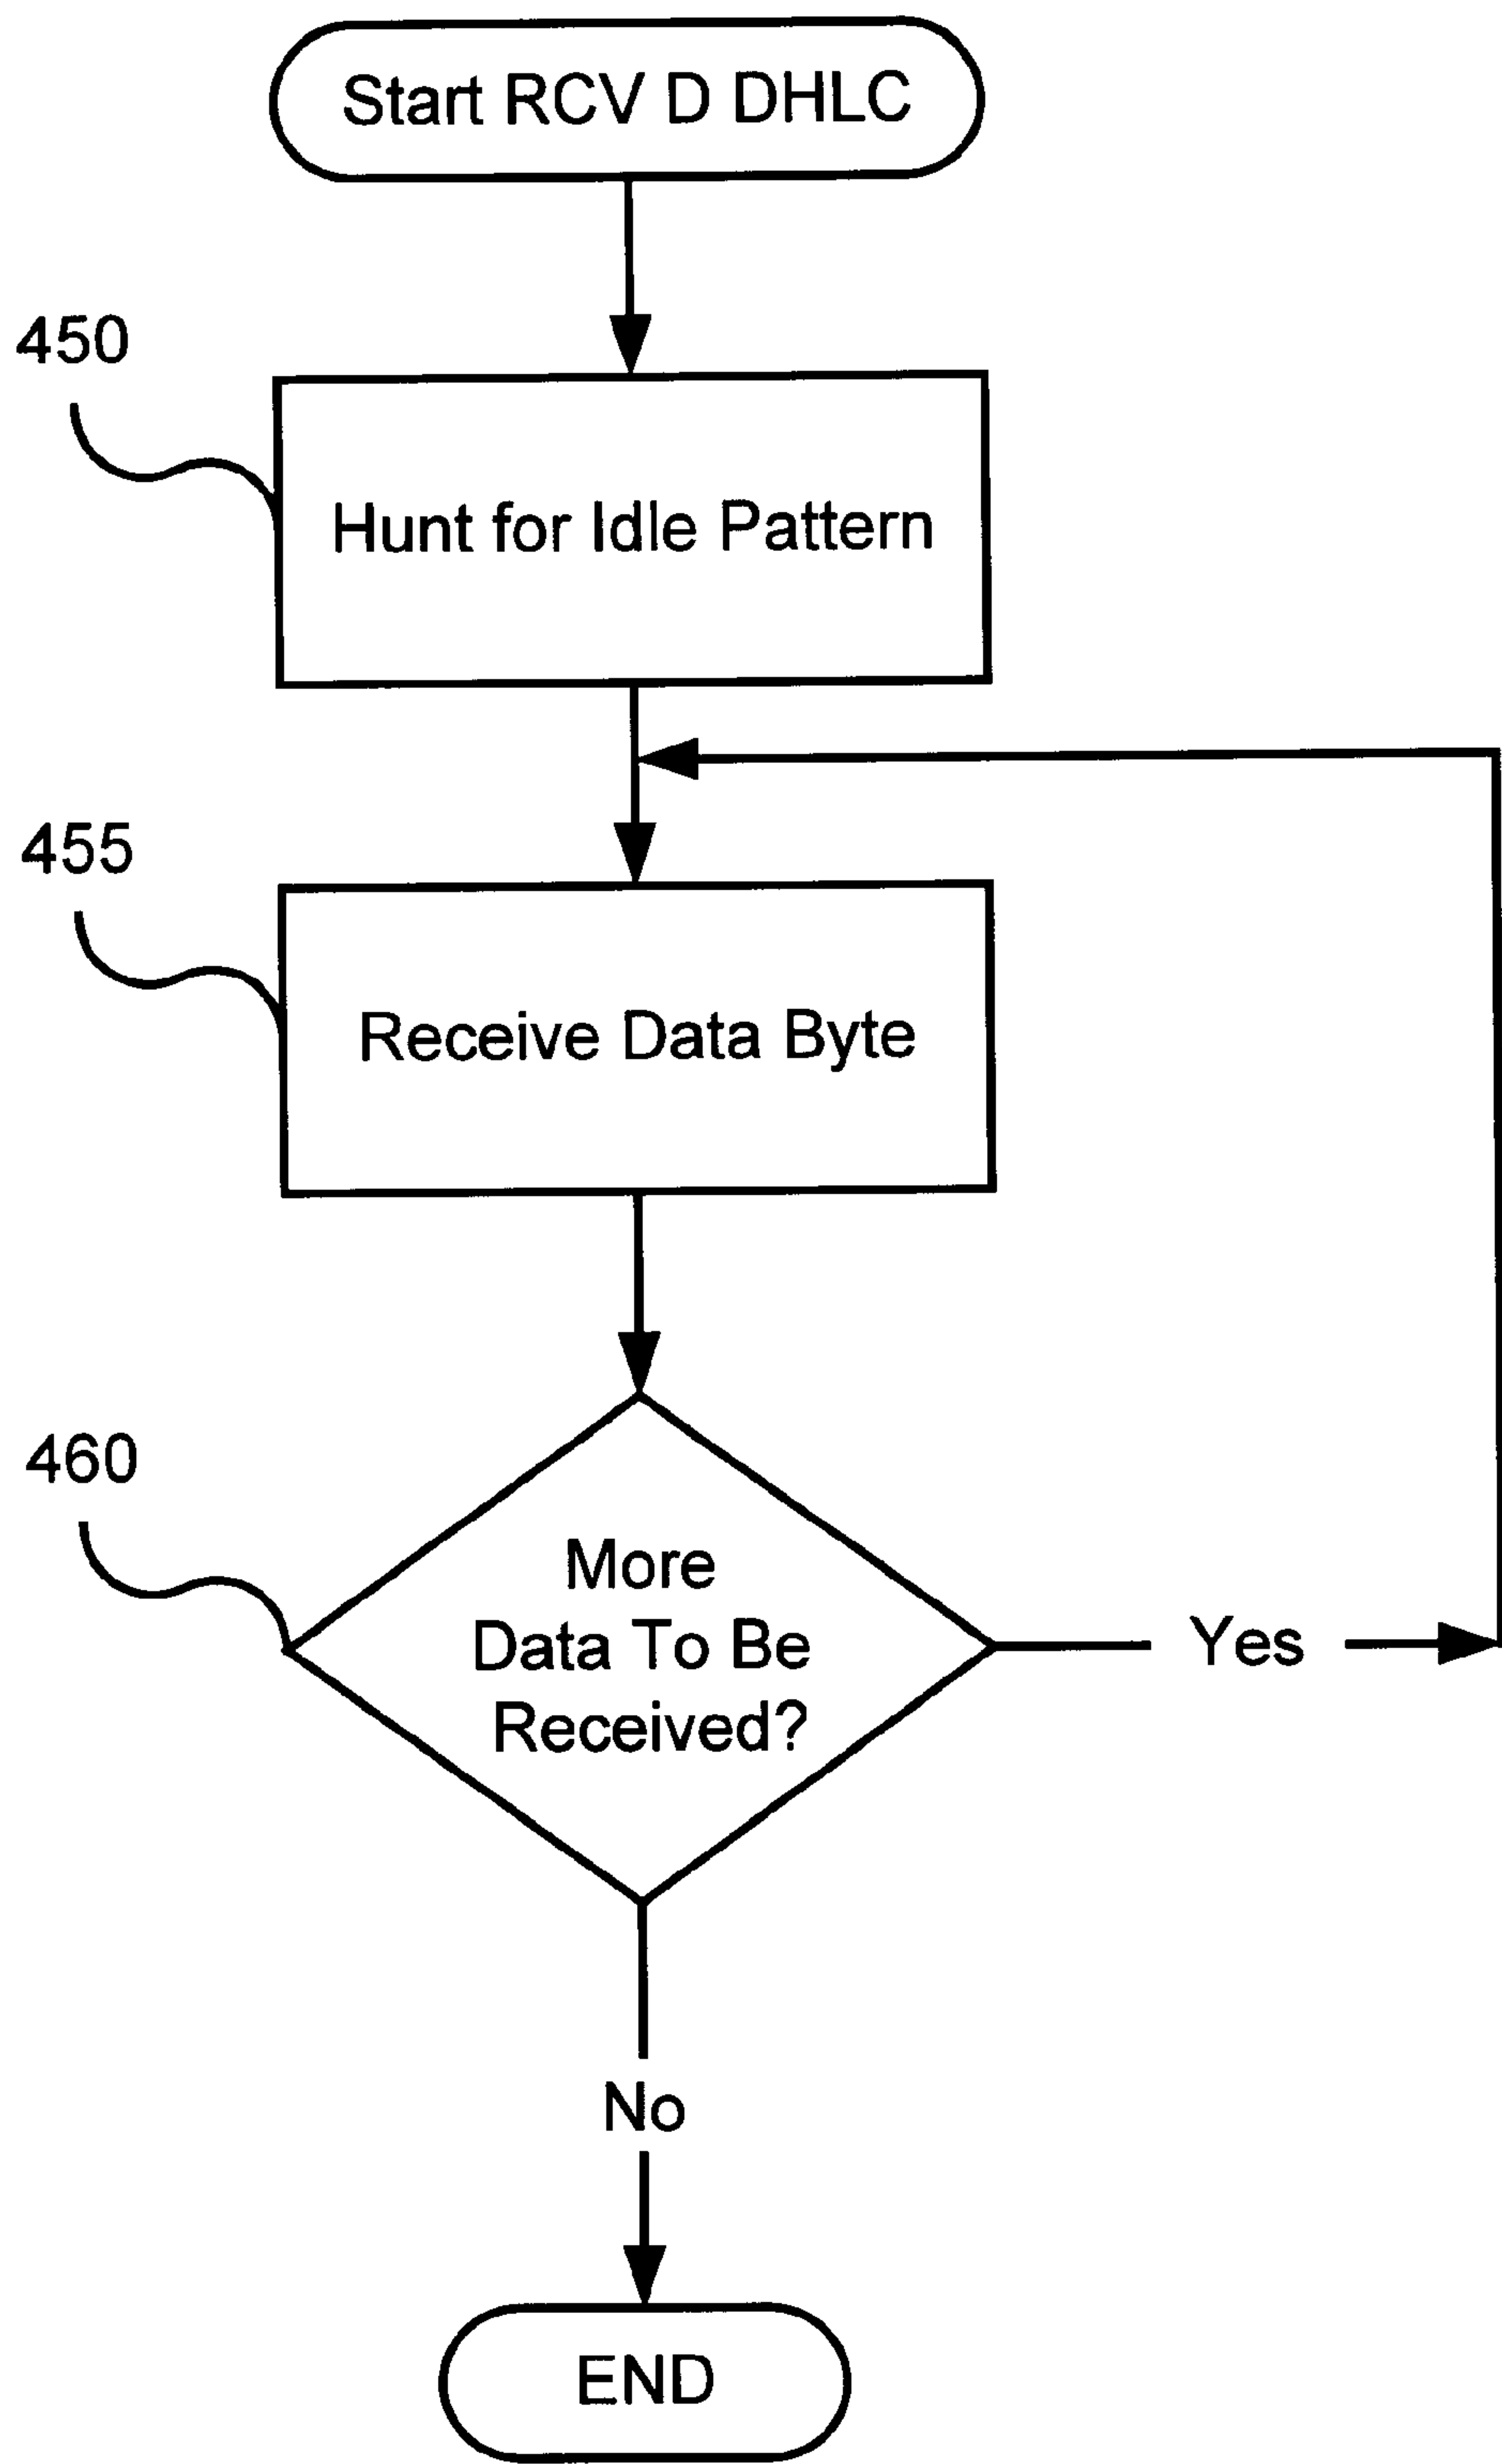 Start RCV D DHLC
450
Hunt for Idle Pattern
455
Receive Data Byte
460
More
Data To Be
Received?
Yes
No
END